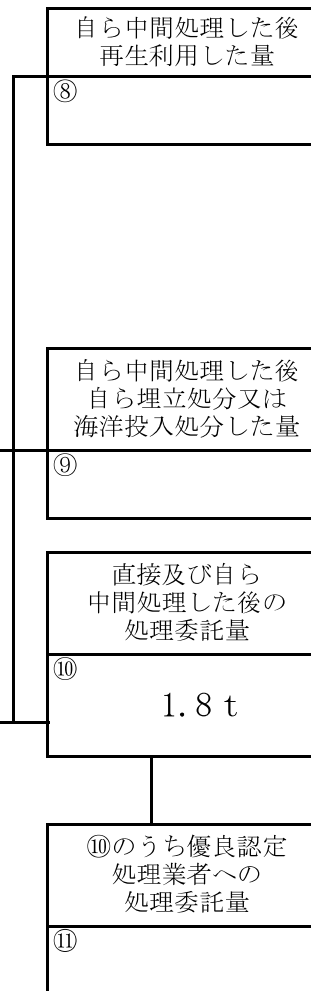 自ら中間処理した後
再生利用した量
⑧
自ら中間処理した後
自ら埋立処分又は
海洋投入処分した量
⑨
直接及び自ら
中間処理した後の
処理委託量
⑩
1.8 t
⑩のうち優良認定
処理業者への
処理委託量
⑪